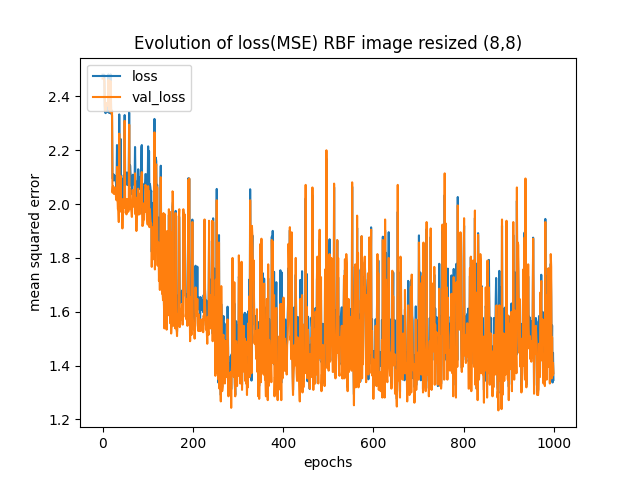 Evolution of loss(MSE) RBF image resized (8,8)
loss
val_loss
mean squared error
2.4
2.2
2.0
1.8
1.6
1.4
1.2
0 200 400 600 800 1000
epochs